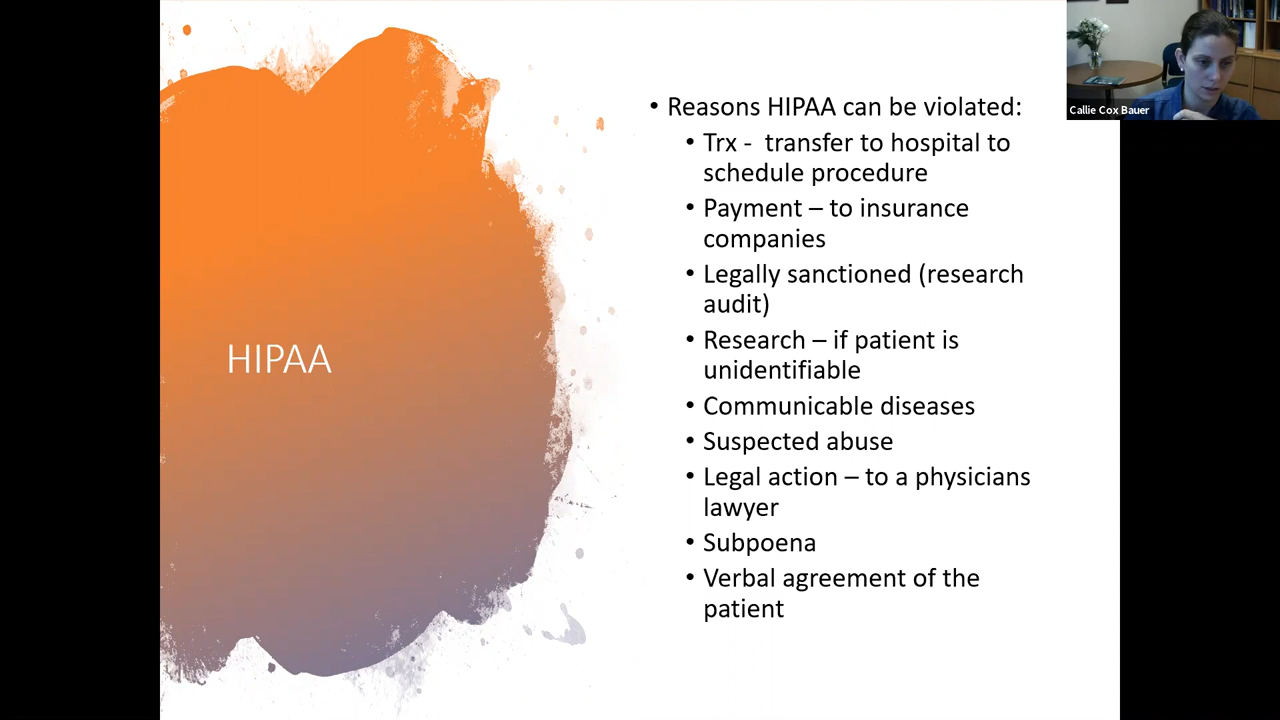 HIPAA
• Reasons HIPAA can be violated:
• Trx - transfer to hospital to
schedule procedure
• Payment – to insurance
companies
• Legally sanctioned (research
audit)
• Research – if patient is
unidentifiable
• Communicable diseases
• Suspected abuse
• Legal action – to a physicians
lawyer
• Subpoena
• Verbal agreement of the
patient
Callie Cox Bauer